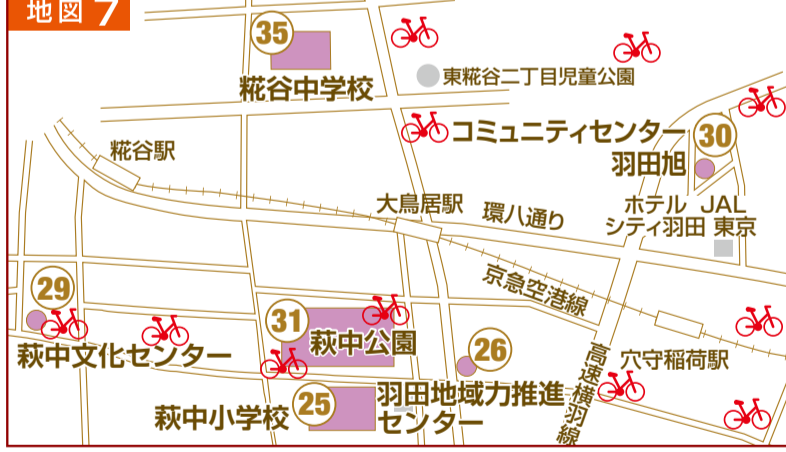 地図 7
35
糀谷中学校
東糀谷二丁目児童公園
コミュニティセンター
羽田旭
30
糀谷駅
大鳥居駅
環八通り
ホテル JAL
シティ羽田 東京
京急空港線
29
萩中文化センター
31
萩中公園
26
羽田地域力推進
センター
25
萩中小学校
高速横羽線
穴守稲荷駅